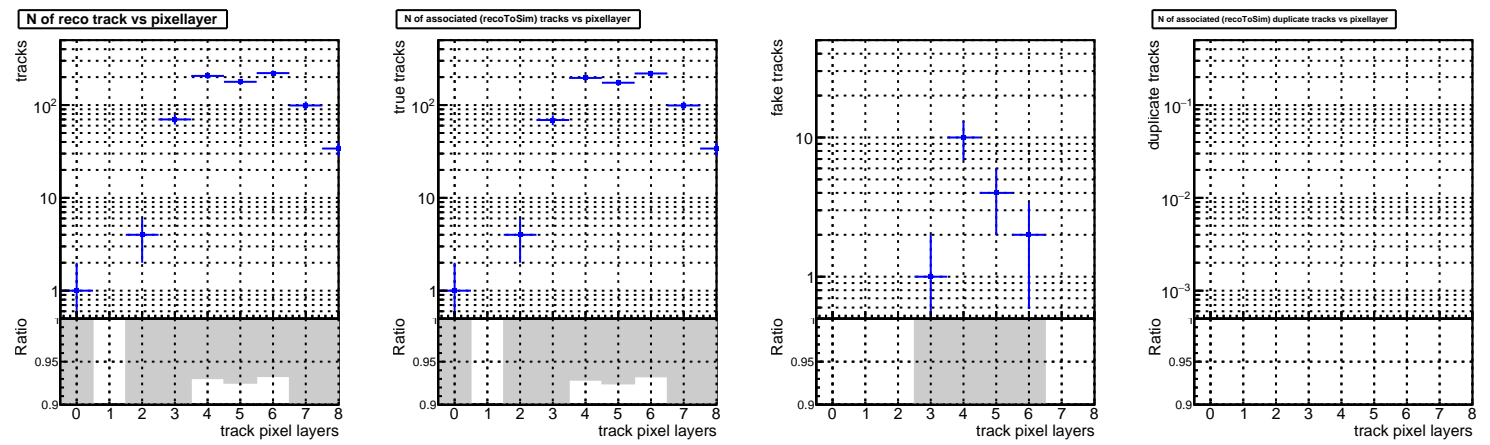 N of reco track vs pixellayer
tracks
10²
10
1
Ratio
1
0.95
0.9
0 1 2 3 4 5 6 7 8
track pixel layers
N of associated (recoToSim) tracks vs pixellayer
true tracks
10²
10
1
Ratio
1
0.95
0.9
0 1 2 3 4 5 6 7 8
track pixel layers
fake tracks
10
1
Ratio
1
0.95
0.9
0 1 2 3 4 5 6 7 8
track pixel layers
N of associated (recoToSim) duplicate tracks vs pixellayer
duplicate tracks
10⁻¹
10⁻²
10⁻³
Ratio
1
0.95
0.9
0 1 2 3 4 5 6 7 8
track pixel layers